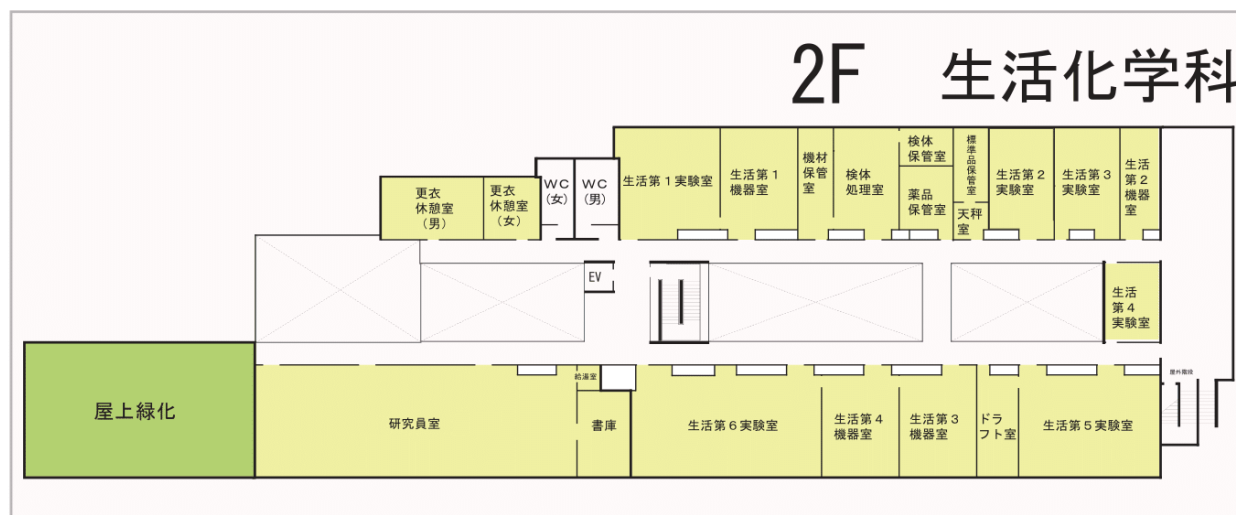 2F 生活化学科
更衣
休憩室
（男）
更衣
休憩室
（女）
WC
（女）
WC
（男）
生活第１実験室
生活第１
機器室
機材
保管
室
検体
処理室
検体
保管室
薬品
保管室
標準品保管室
天秤
室
生活第２
実験室
生活第３
実験室
生活
第２
機器
室
EV
生活
第４
実験室
屋上緑化
研究員室
給湯室
書庫
生活第６実験室
生活第４
機器室
生活第３
機器室
ドラ
フト室
生活第５実験室
屋外階段